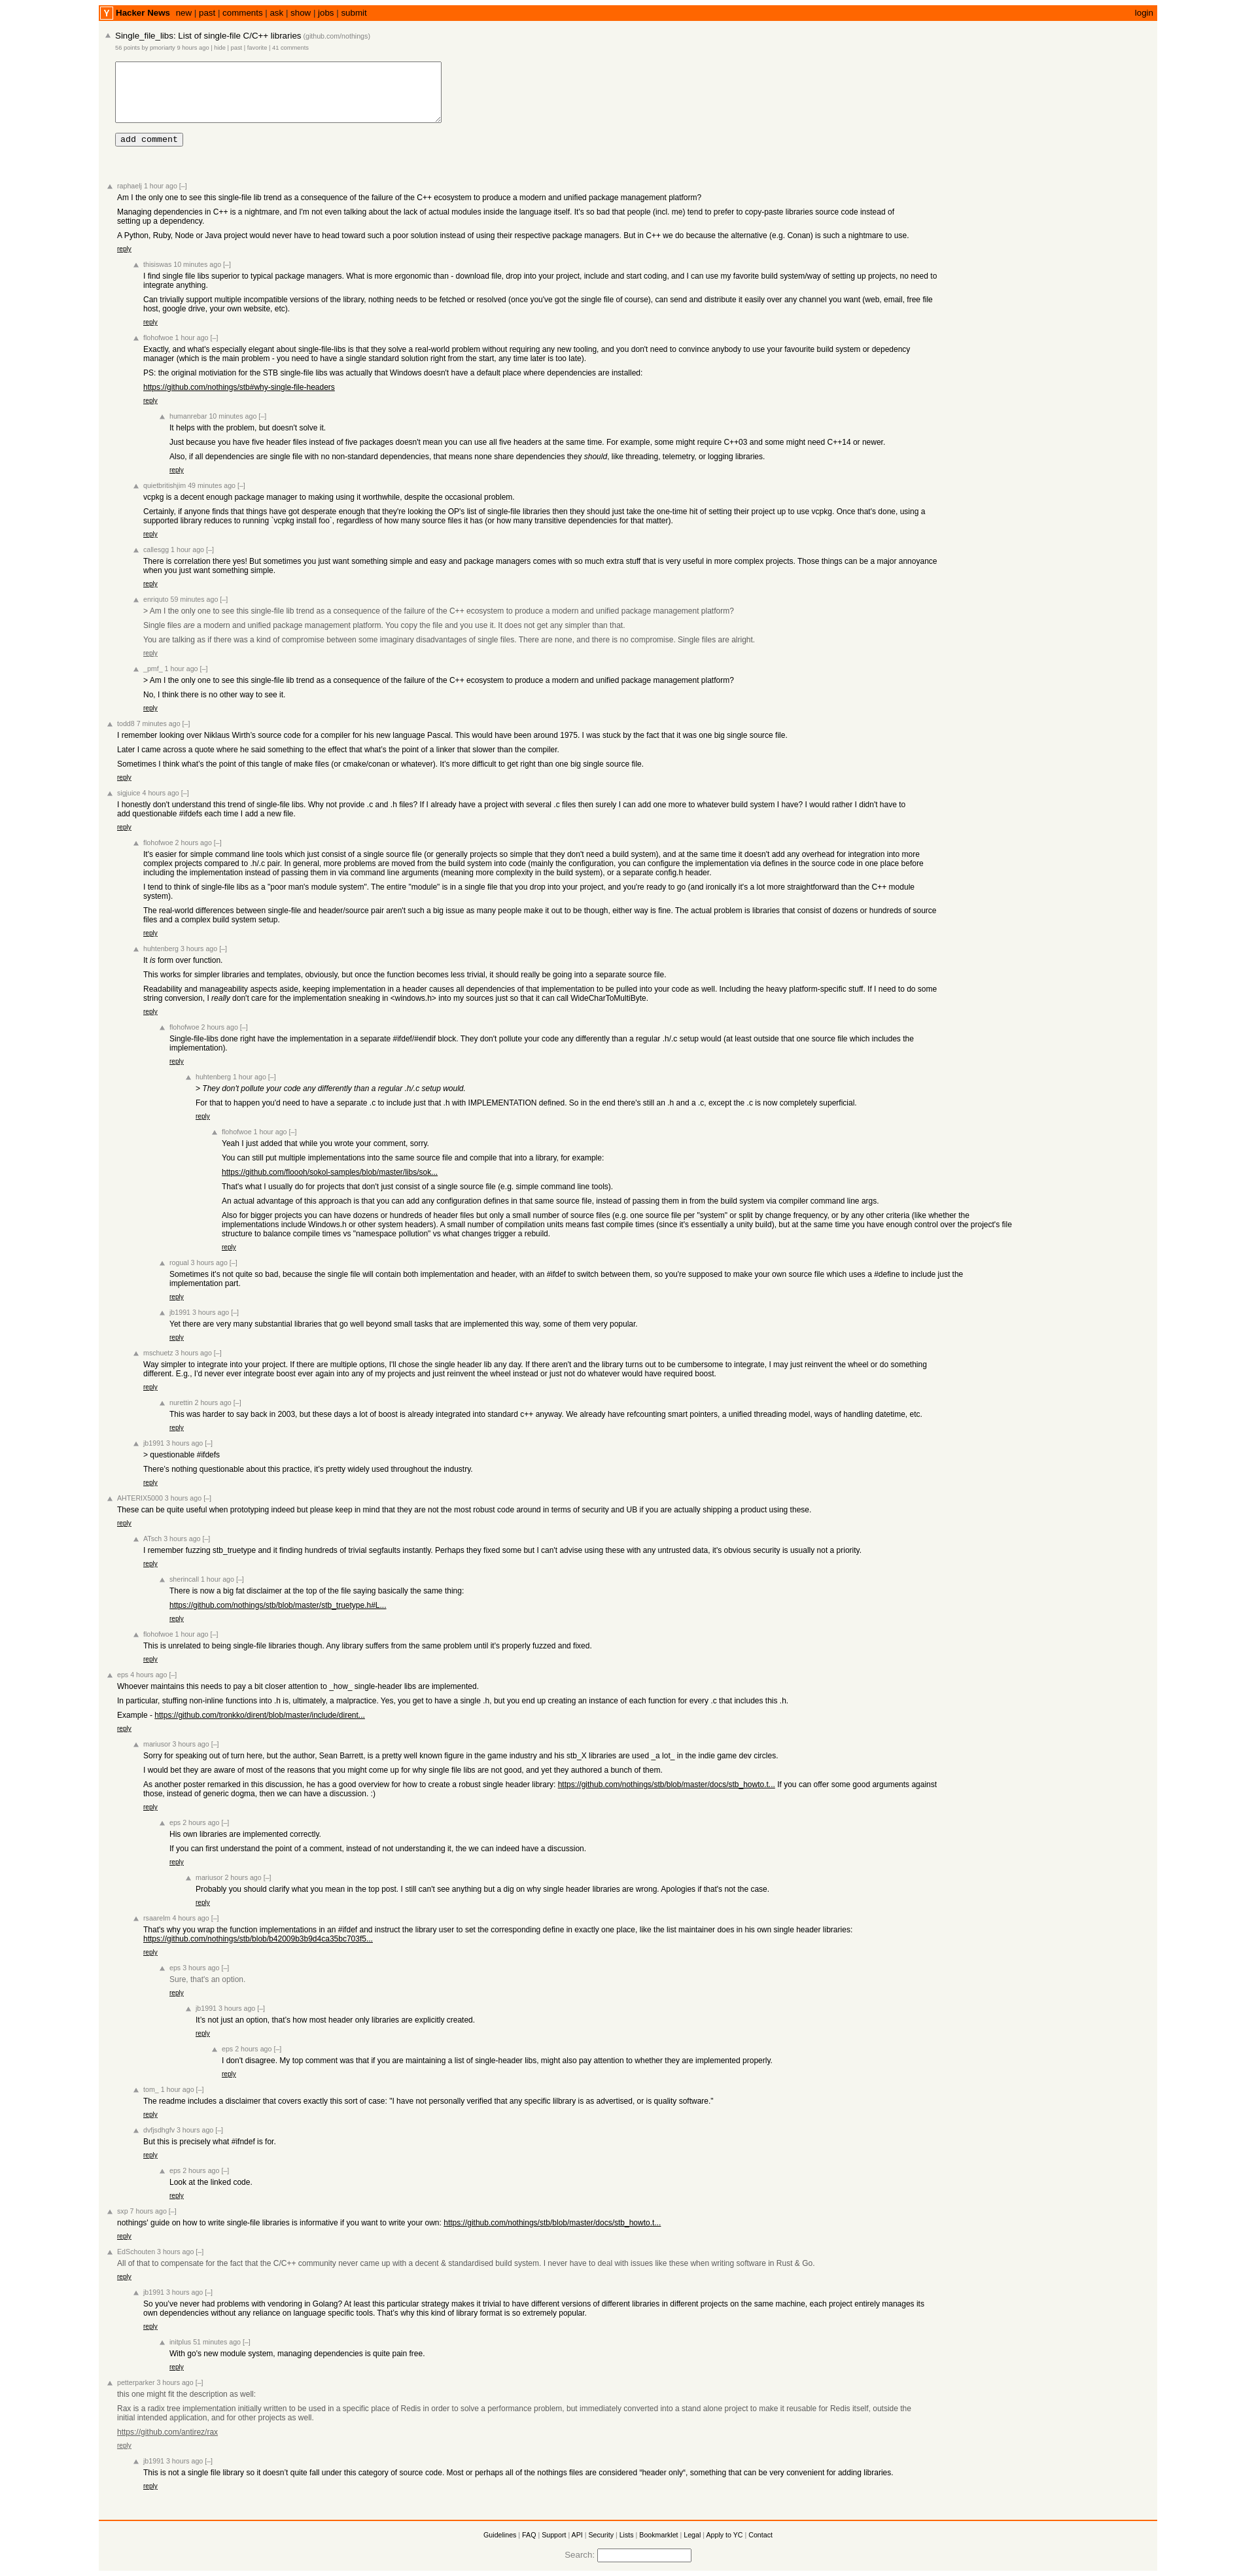 Y Hacker News new | past | comments | ask | show | jobs | submit login
Single_file_libs: List of single-file C/C++ libraries (github.com/nothings)
56 points by pmoriarty 9 hours ago | hide | past | favorite | 41 comments
add comment
raphaelj 1 hour ago [–]
Am I the only one to see this single-file lib trend as a consequence of the failure of the C++ ecosystem to produce a modern and unified package management platform?
Managing dependencies in C++ is a nightmare, and I'm not even talking about the lack of actual modules inside the language itself. It's so bad that people (incl. me) tend to prefer to copy-paste libraries source code instead of
setting up a dependency.
A Python, Ruby, Node or Java project would never have to head toward such a poor solution instead of using their respective package managers. But in C++ we do because the alternative (e.g. Conan) is such a nightmare to use.
reply
thisiswas 10 minutes ago [–]
I find single file libs superior to typical package managers. What is more ergonomic than - download file, drop into your project, include and start coding, and I can use my favorite build system/way of setting up projects, no need to
integrate anything.
Can trivially support multiple incompatible versions of the library, nothing needs to be fetched or resolved (once you've got the single file of course), can send and distribute it easily over any channel you want (web, email, free file
host, google drive, your own website, etc).
reply
flohofwoe 1 hour ago [–]
Exactly, and what's especially elegant about single-file-libs is that they solve a real-world problem without requiring any new tooling, and you don't need to convince anybody to use your favourite build system or depedency
manager (which is the main problem - you need to have a single standard solution right from the start, any time later is too late).
PS: the original motiviation for the STB single-file libs was actually that Windows doesn't have a default place where dependencies are installed:
https://github.com/nothings/stb#why-single-file-headers
reply
humanrebar 10 minutes ago [–]
It helps with the problem, but doesn't solve it.
Just because you have five header files instead of five packages doesn't mean you can use all five headers at the same time. For example, some might require C++03 and some might need C++14 or newer.
Also, if all dependencies are single file with no non-standard dependencies, that means none share dependencies they should, like threading, telemetry, or logging libraries.
reply
quietbritishjim 49 minutes ago [–]
vcpkg is a decent enough package manager to making using it worthwhile, despite the occasional problem.
Certainly, if anyone finds that things have got desperate enough that they're looking the OP's list of single-file libraries then they should just take the one-time hit of setting their project up to use vcpkg. Once that's done, using a
supported library reduces to running `vcpkg install foo`, regardless of how many source files it has (or how many transitive dependencies for that matter).
reply
callesgg 1 hour ago [–]
There is correlation there yes! But sometimes you just want something simple and easy and package managers comes with so much extra stuff that is very useful in more complex projects. Those things can be a major annoyance
when you just want something simple.
reply
enriquto 59 minutes ago [–]
> Am I the only one to see this single-file lib trend as a consequence of the failure of the C++ ecosystem to produce a modern and unified package management platform?
Single files are a modern and unified package management platform. You copy the file and you use it. It does not get any simpler than that.
You are talking as if there was a kind of compromise between some imaginary disadvantages of single files. There are none, and there is no compromise. Single files are alright.
reply
_pmf_ 1 hour ago [–]
> Am I the only one to see this single-file lib trend as a consequence of the failure of the C++ ecosystem to produce a modern and unified package management platform?
No, I think there is no other way to see it.
reply
todd8 7 minutes ago [–]
I remember looking over Niklaus Wirth's source code for a compiler for his new language Pascal. This would have been around 1975. I was stuck by the fact that it was one big single source file.
Later I came across a quote where he said something to the effect that what's the point of a linker that slower than the compiler.
Sometimes I think what's the point of this tangle of make files (or cmake/conan or whatever). It's more difficult to get right than one big single source file.
reply
sigjuice 4 hours ago [–]
I honestly don't understand this trend of single-file libs. Why not provide .c and .h files? If I already have a project with several .c files then surely I can add one more to whatever build system I have? I would rather I didn't have to
add questionable #ifdefs each time I add a new file.
reply
flohofwoe 2 hours ago [–]
It's easier for simple command line tools which just consist of a single source file (or generally projects so simple that they don't need a build system), and at the same time it doesn't add any overhead for integration into more
complex projects compared to .h/.c pair. In general, more problems are moved from the build system into code (mainly the configuration, you can configure the implementation via defines in the source code in one place before
including the implementation instead of passing them in via command line arguments (meaning more complexity in the build system), or a separate config.h header.
I tend to think of single-file libs as a "poor man's module system". The entire "module" is in a single file that you drop into your project, and you're ready to go (and ironically it's a lot more straightforward than the C++ module
system).
The real-world differences between single-file and header/source pair aren't such a big issue as many people make it out to be though, either way is fine. The actual problem is libraries that consist of dozens or hundreds of source
files and a complex build system setup.
reply
huhtenberg 3 hours ago [–]
It is form over function.
This works for simpler libraries and templates, obviously, but once the function becomes less trivial, it should really be going into a separate source file.
Readability and manageability aspects aside, keeping implementation in a header causes all dependencies of that implementation to be pulled into your code as well. Including the heavy platform-specific stuff. If I need to do some
string conversion, I really don't care for the implementation sneaking in <windows.h> into my sources just so that it can call WideCharToMultiByte.
reply
flohofwoe 2 hours ago [–]
Single-file-libs done right have the implementation in a separate #ifdef/#endif block. They don't pollute your code any differently than a regular .h/.c setup would (at least outside that one source file which includes the
implementation).
reply
huhtenberg 1 hour ago [–]
> They don't pollute your code any differently than a regular .h/.c setup would.
For that to happen you'd need to have a separate .c to include just that .h with IMPLEMENTATION defined. So in the end there's still an .h and a .c, except the .c is now completely superficial.
reply
flohofwoe 1 hour ago [–]
Yeah I just added that while you wrote your comment, sorry.
You can still put multiple implementations into the same source file and compile that into a library, for example:
https://github.com/floooh/sokol-samples/blob/master/libs/sok...
That's what I usually do for projects that don't just consist of a single source file (e.g. simple command line tools).
An actual advantage of this approach is that you can add any configuration defines in that same source file, instead of passing them in from the build system via compiler command line args.
Also for bigger projects you can have dozens or hundreds of header files but only a small number of source files (e.g. one source file per "system" or split by change frequency, or by any other criteria (like whether the
implementations include Windows.h or other system headers). A small number of compilation units means fast compile times (since it's essentially a unity build), but at the same time you have enough control over the project's file
structure to balance compile times vs "namespace pollution" vs what changes trigger a rebuild.
reply
rogual 3 hours ago [–]
Sometimes it's not quite so bad, because the single file will contain both implementation and header, with an #ifdef to switch between them, so you're supposed to make your own source file which uses a #define to include just the
implementation part.
reply
jb1991 3 hours ago [–]
Yet there are very many substantial libraries that go well beyond small tasks that are implemented this way, some of them very popular.
reply
mschuetz 3 hours ago [–]
Way simpler to integrate into your project. If there are multiple options, I'll chose the single header lib any day. If there aren't and the library turns out to be cumbersome to integrate, I may just reinvent the wheel or do something
different. E.g., I'd never ever integrate boost ever again into any of my projects and just reinvent the wheel instead or just not do whatever would have required boost.
reply
nurettin 2 hours ago [–]
This was harder to say back in 2003, but these days a lot of boost is already integrated into standard c++ anyway. We already have refcounting smart pointers, a unified threading model, ways of handling datetime, etc.
reply
jb1991 3 hours ago [–]
> questionable #ifdefs
There's nothing questionable about this practice, it's pretty widely used throughout the industry.
reply
AHTERIX5000 3 hours ago [–]
These can be quite useful when prototyping indeed but please keep in mind that they are not the most robust code around in terms of security and UB if you are actually shipping a product using these.
reply
ATsch 3 hours ago [–]
I remember fuzzing stb_truetype and it finding hundreds of trivial segfaults instantly. Perhaps they fixed some but I can't advise using these with any untrusted data, it's obvious security is usually not a priority.
reply
sherincall 1 hour ago [–]
There is now a big fat disclaimer at the top of the file saying basically the same thing:
https://github.com/nothings/stb/blob/master/stb_truetype.h#L...
reply
flohofwoe 1 hour ago [–]
This is unrelated to being single-file libraries though. Any library suffers from the same problem until it's properly fuzzed and fixed.
reply
eps 4 hours ago [–]
Whoever maintains this needs to pay a bit closer attention to _how_ single-header libs are implemented.
In particular, stuffing non-inline functions into .h is, ultimately, a malpractice. Yes, you get to have a single .h, but you end up creating an instance of each function for every .c that includes this .h.
Example - https://github.com/tronkko/dirent/blob/master/include/dirent...
reply
mariusor 3 hours ago [–]
Sorry for speaking out of turn here, but the author, Sean Barrett, is a pretty well known figure in the game industry and his stb_X libraries are used _a lot_ in the indie game dev circles.
I would bet they are aware of most of the reasons that you might come up for why single file libs are not good, and yet they authored a bunch of them.
As another poster remarked in this discussion, he has a good overview for how to create a robust single header library: https://github.com/nothings/stb/blob/master/docs/stb_howto.t... If you can offer some good arguments against
those, instead of generic dogma, then we can have a discussion. :)
reply
eps 2 hours ago [–]
His own libraries are implemented correctly.
If you can first understand the point of a comment, instead of not understanding it, the we can indeed have a discussion.
reply
mariusor 2 hours ago [–]
Probably you should clarify what you mean in the top post. I still can't see anything but a dig on why single header libraries are wrong. Apologies if that's not the case.
reply
rsaarelm 4 hours ago [–]
That's why you wrap the function implementations in an #ifdef and instruct the library user to set the corresponding define in exactly one place, like the list maintainer does in his own single header libraries:
https://github.com/nothings/stb/blob/b42009b3b9d4ca35bc703f5...
reply
eps 3 hours ago [–]
Sure, that's an option.
reply
jb1991 3 hours ago [–]
It's not just an option, that's how most header only libraries are explicitly created.
reply
eps 2 hours ago [–]
I don't disagree. My top comment was that if you are maintaining a list of single-header libs, might also pay attention to whether they are implemented properly.
reply
tom_ 1 hour ago [–]
The readme includes a disclaimer that covers exactly this sort of case: "I have not personally verified that any specific lilbrary is as advertised, or is quality software."
reply
dvfjsdhgfv 3 hours ago [–]
But this is precisely what #ifndef is for.
reply
eps 2 hours ago [–]
Look at the linked code.
reply
sxp 7 hours ago [–]
nothings' guide on how to write single-file libraries is informative if you want to write your own: https://github.com/nothings/stb/blob/master/docs/stb_howto.t...
reply
EdSchouten 3 hours ago [–]
All of that to compensate for the fact that the C/C++ community never came up with a decent & standardised build system. I never have to deal with issues like these when writing software in Rust & Go.
reply
jb1991 3 hours ago [–]
So you've never had problems with vendoring in Golang? At least this particular strategy makes it trivial to have different versions of different libraries in different projects on the same machine, each project entirely manages its
own dependencies without any reliance on language specific tools. That's why this kind of library format is so extremely popular.
reply
initplus 51 minutes ago [–]
With go's new module system, managing dependencies is quite pain free.
reply
petterparker 3 hours ago [–]
this one might fit the description as well:
Rax is a radix tree implementation initially written to be used in a specific place of Redis in order to solve a performance problem, but immediately converted into a stand alone project to make it reusable for Redis itself, outside the
initial intended application, and for other projects as well.
https://github.com/antirez/rax
reply
jb1991 3 hours ago [–]
This is not a single file library so it doesn't quite fall under this category of source code. Most or perhaps all of the nothings files are considered “header only“, something that can be very convenient for adding libraries.
reply
Guidelines | FAQ | Support | API | Security | Lists | Bookmarklet | Legal | Apply to YC | Contact
Search: